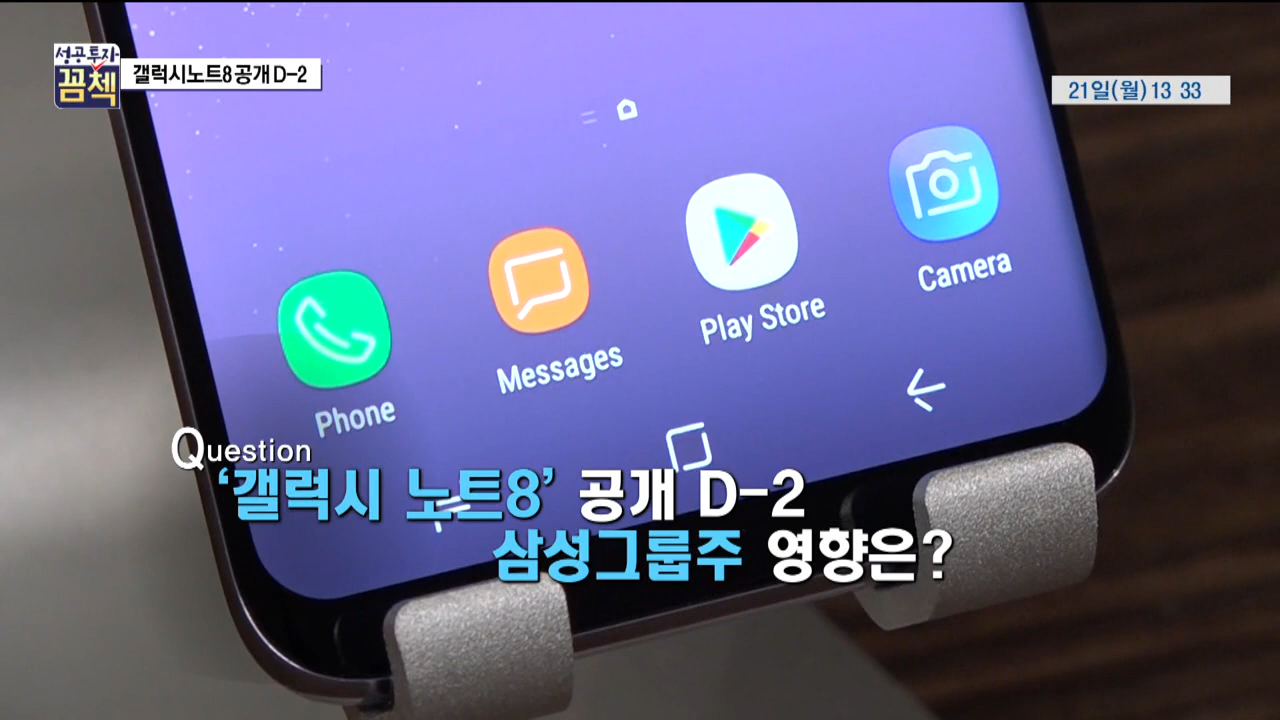 성공투자
꼼첵
갤럭시노트8 공개 D-2
21일(월) 13 33
Camera
Play Store
Messages
Phone
Question
‘갤럭시 노트8’ 공개 D-2
삼성그룹주 영향은?